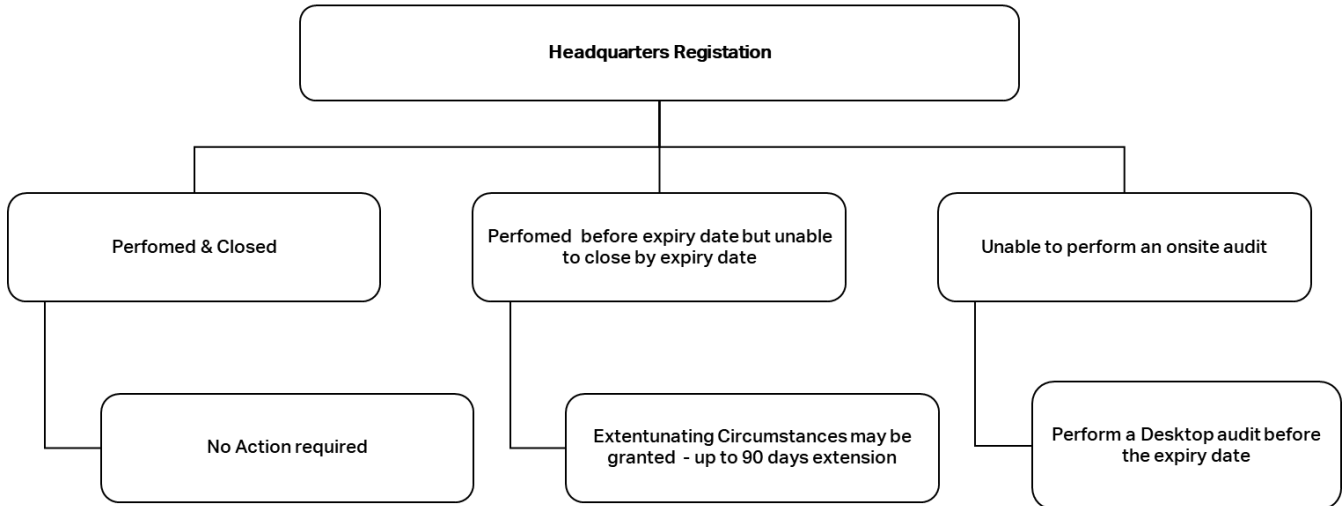 Headquarters Registation
Perfomed & Closed
Perfomed before expiry date but unable
to close by expiry date
Unable to perform an onsite audit
No Action required
Extentunating Circumstances may be
granted - up to 90 days extension
Perform a Desktop audit before
the expiry date